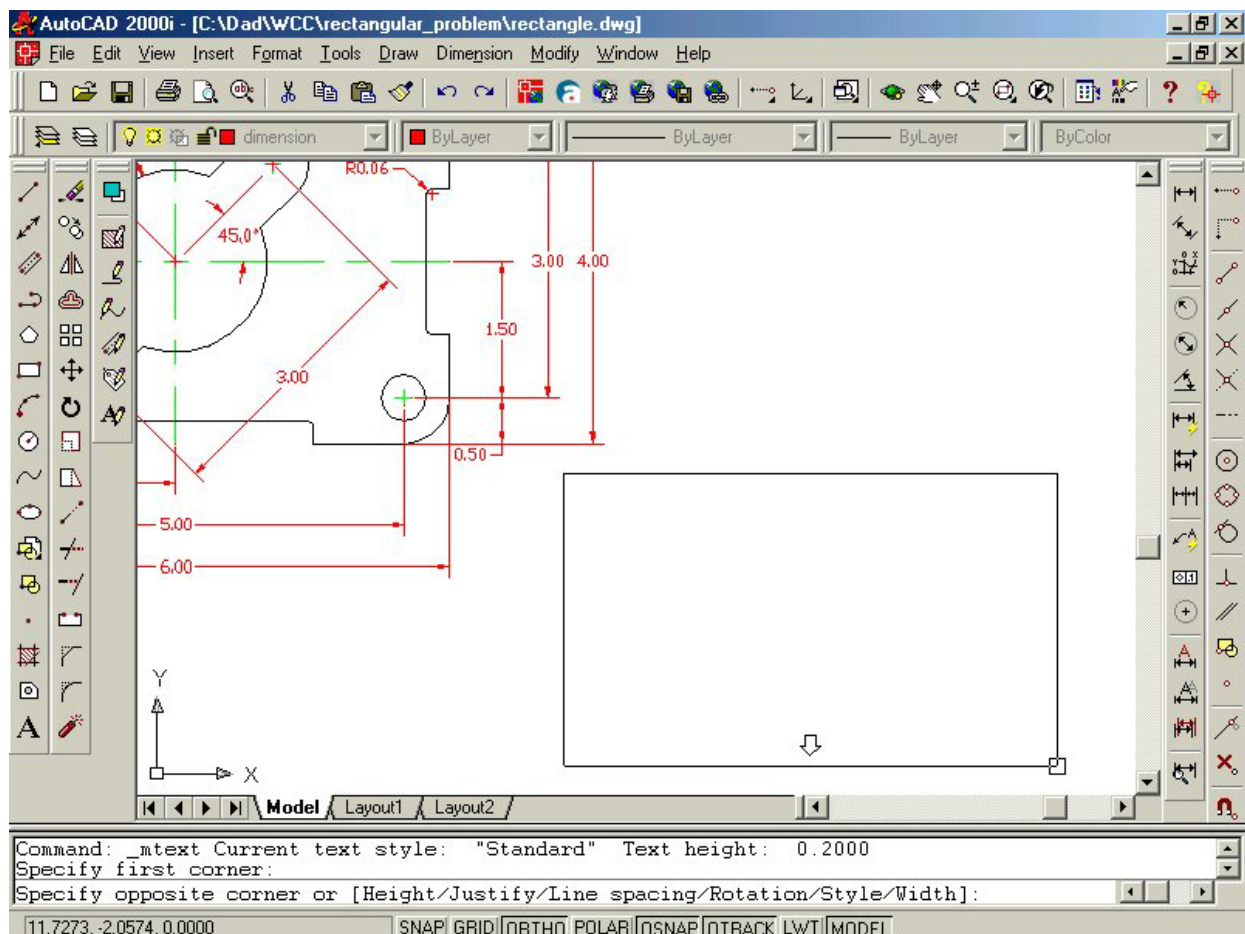 AutoCAD 2000i - [C:\Dad\WCC\rectangular_problem\rectangle.dwg]
File Edit View Insert Format Tools Draw Dimension Modify Window Help
dimension ByLayer ByLayer ByLayer ByColor
R0.06
45.0°
3.00 4.00
1.50
3.00
0.50
5.00
6.00
Y
X
A
Model Layout1 Layout2
Command: _mtext Current text style: "Standard" Text height: 0.2000
Specify first corner:
Specify opposite corner or [Height/Justify/Line spacing/Rotation/Style/Width]:
11.7273, -2.0574, 0.0000 SNAP GRID ORTHO POLAR OSNAP OTRACK LWT MODEL